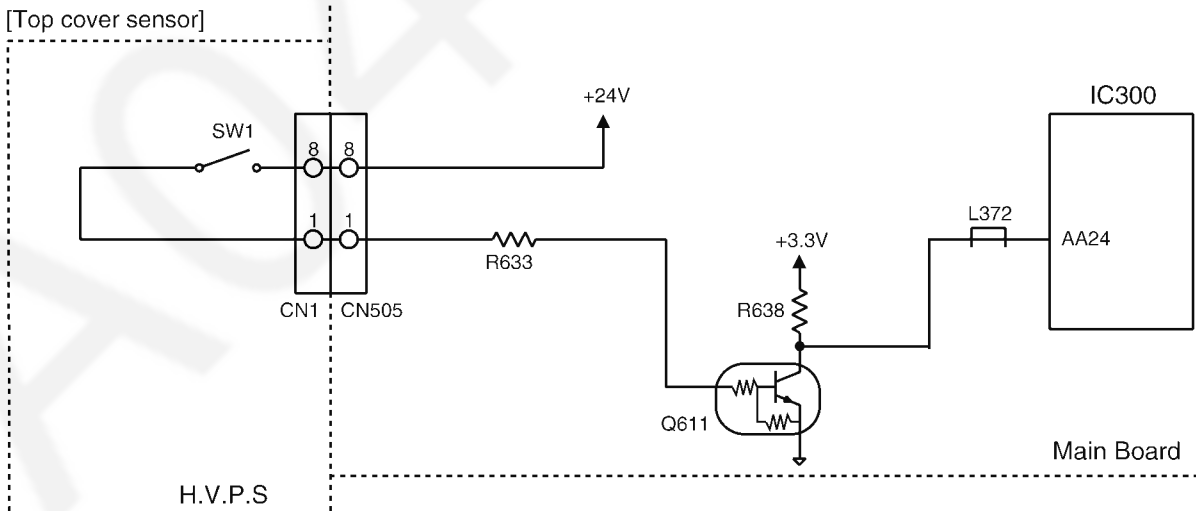 [Top cover sensor]
+24V
IC300
SW1
8 8
L372
1 1
+3.3V
AA24
R633
CN1 CN505
R638
Q611
Main Board
H.V.P.S